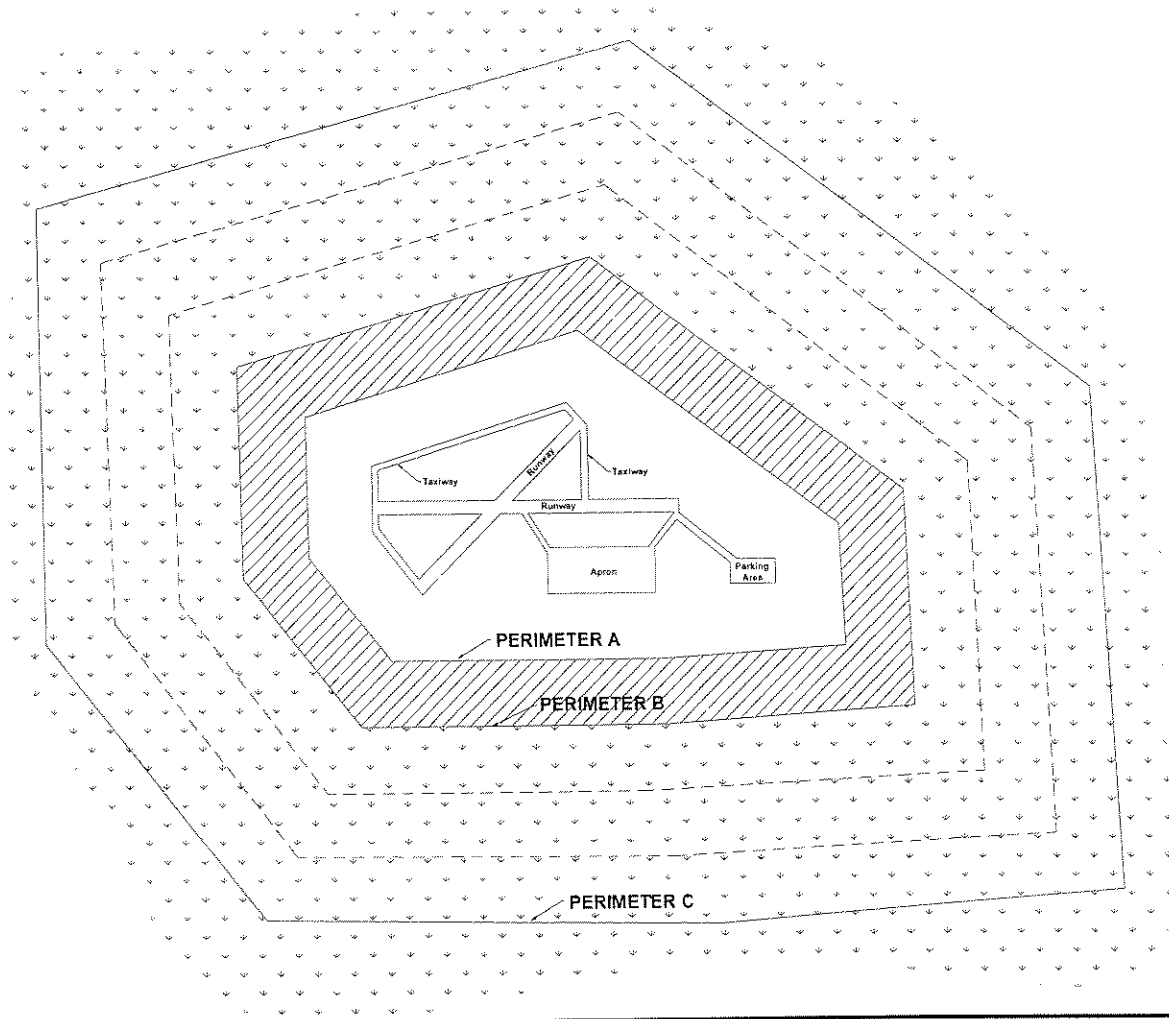 Runway
Taxiway
Taxiway
Runway
Apron
Parking
Area
PERIMETER A
PERIMETER B
PERIMETER C